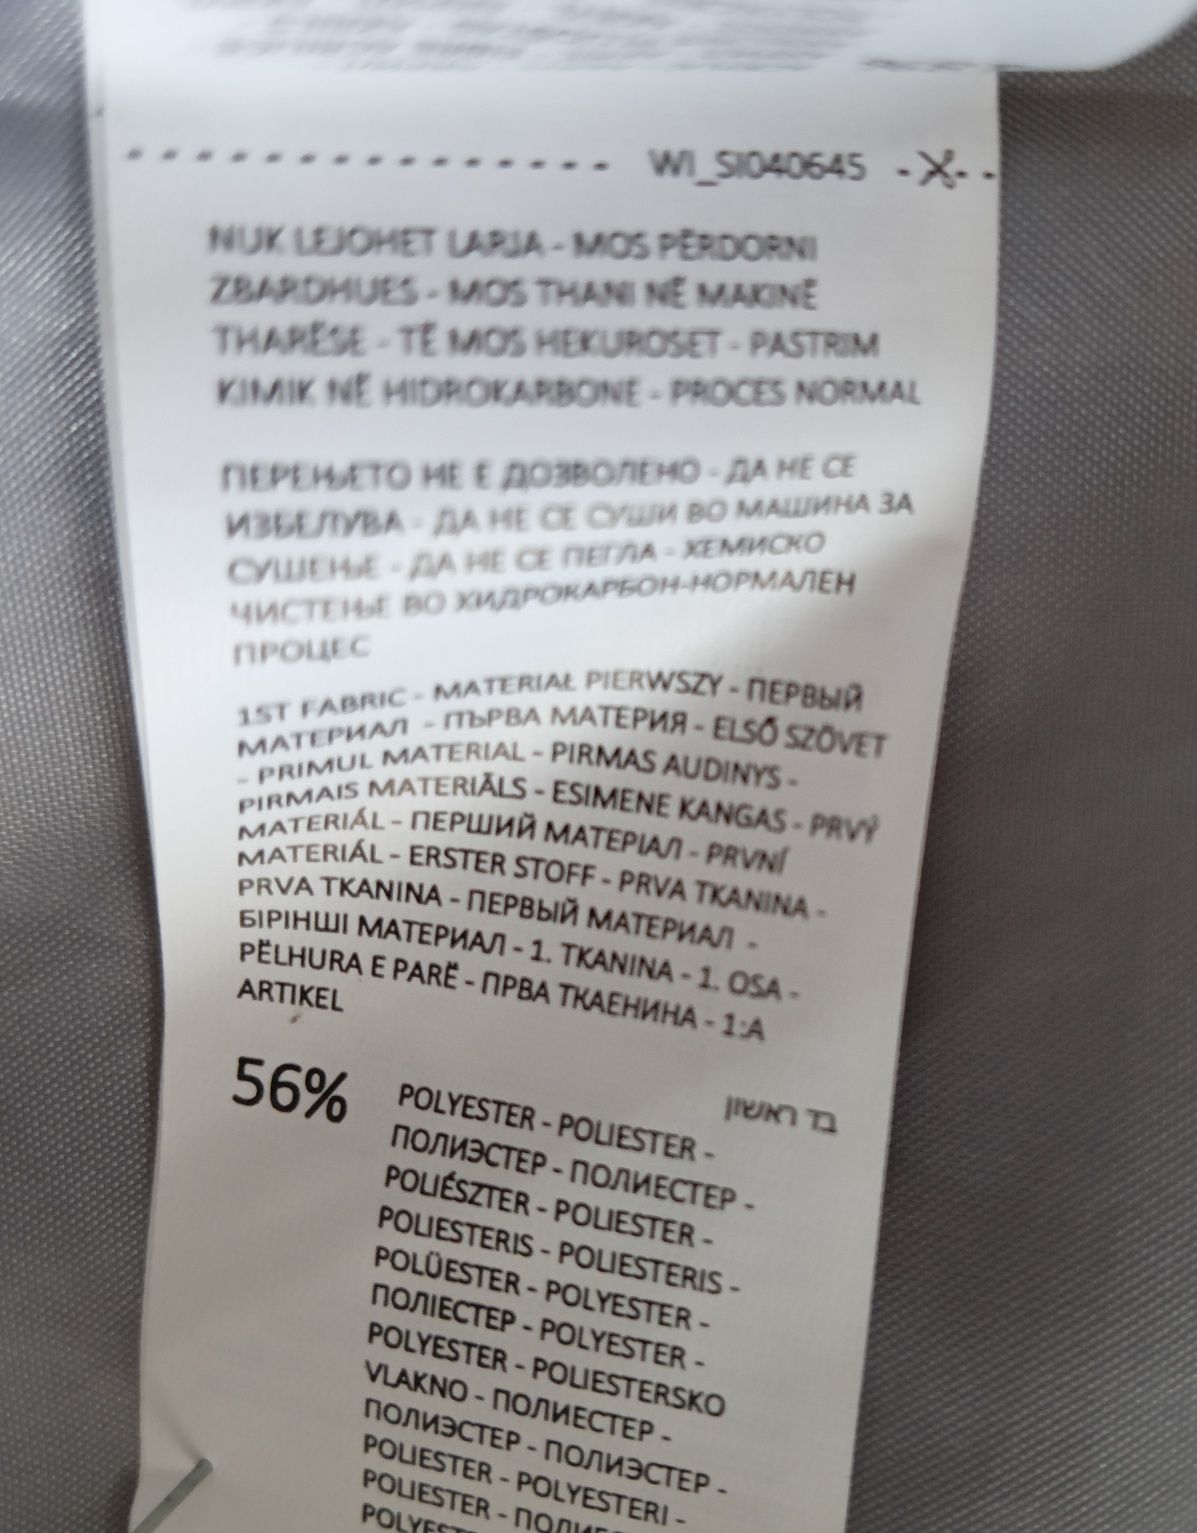 WI_SI040645
NUK LEJOHET LARJA - MOS PËRDORNI
ZBARDHUES - MOS THANI NË MAKINË
THARËSE - TË MOS HEKUROSET - PASTRIM
KIMIK NË HIDROKARBONE - PROCES NORMAL
ПЕРЕЊЕТО НЕ Е ДОЗВОЛЕНО - ДА НЕ СЕ
ИЗБЕЛУВА - ДА НЕ СЕ СУШИ ВО МАШИНА ЗА
СУШЕЊЕ - ДА НЕ СЕ ПЕГЛА - ХЕМИСКО
ЧИСТЕЊЕ ВО ХИДРОКАРБОН-НОРМАЛЕН
ПРОЦЕС
1ST FABRIC - MATERIAŁ PIERWSZY - ПЕРВЫЙ
МАТЕРИАЛ - ПЪРВА МАТЕРИЯ - ELSŐ SZÖVET
- PRIMUL MATERIAL - PIRMAS AUDINYS -
PIRMAIS MATERIĀLS - ESIMENE KANGAS - PRVÝ
MATERIÁL - ПЕРШИЙ МАТЕРІАЛ - PRVNÍ
MATERIÁL - ERSTER STOFF - PRVA TKANINA -
PRVA TKANINA - ПЕРВЫЙ МАТЕРИАЛ -
БІРІНШІ МАТЕРИАЛ - 1. TKANINA - 1. OSA -
PËLHURA E PARË - ПРВА ТКАЕНИНА - 1:A
ARTIKEL
בד ראשון
56% POLYESTER - POLIESTER -
ПОЛИЭСТЕР - ПОЛИЕСТЕР -
POLIÉSZTER - POLIESTER -
POLIESTERIS - POLIESTERIS -
POLÜESTER - POLYESTER -
ПОЛІЕСТЕР - POLYESTER -
POLYESTER - POLIESTERSKO
VLAKNO - ПОЛИЕСТЕР -
ПОЛИЭСТЕР - ПОЛИЭСТЕР -
POLIESTER - POLYESTERI -
POLIESTER -